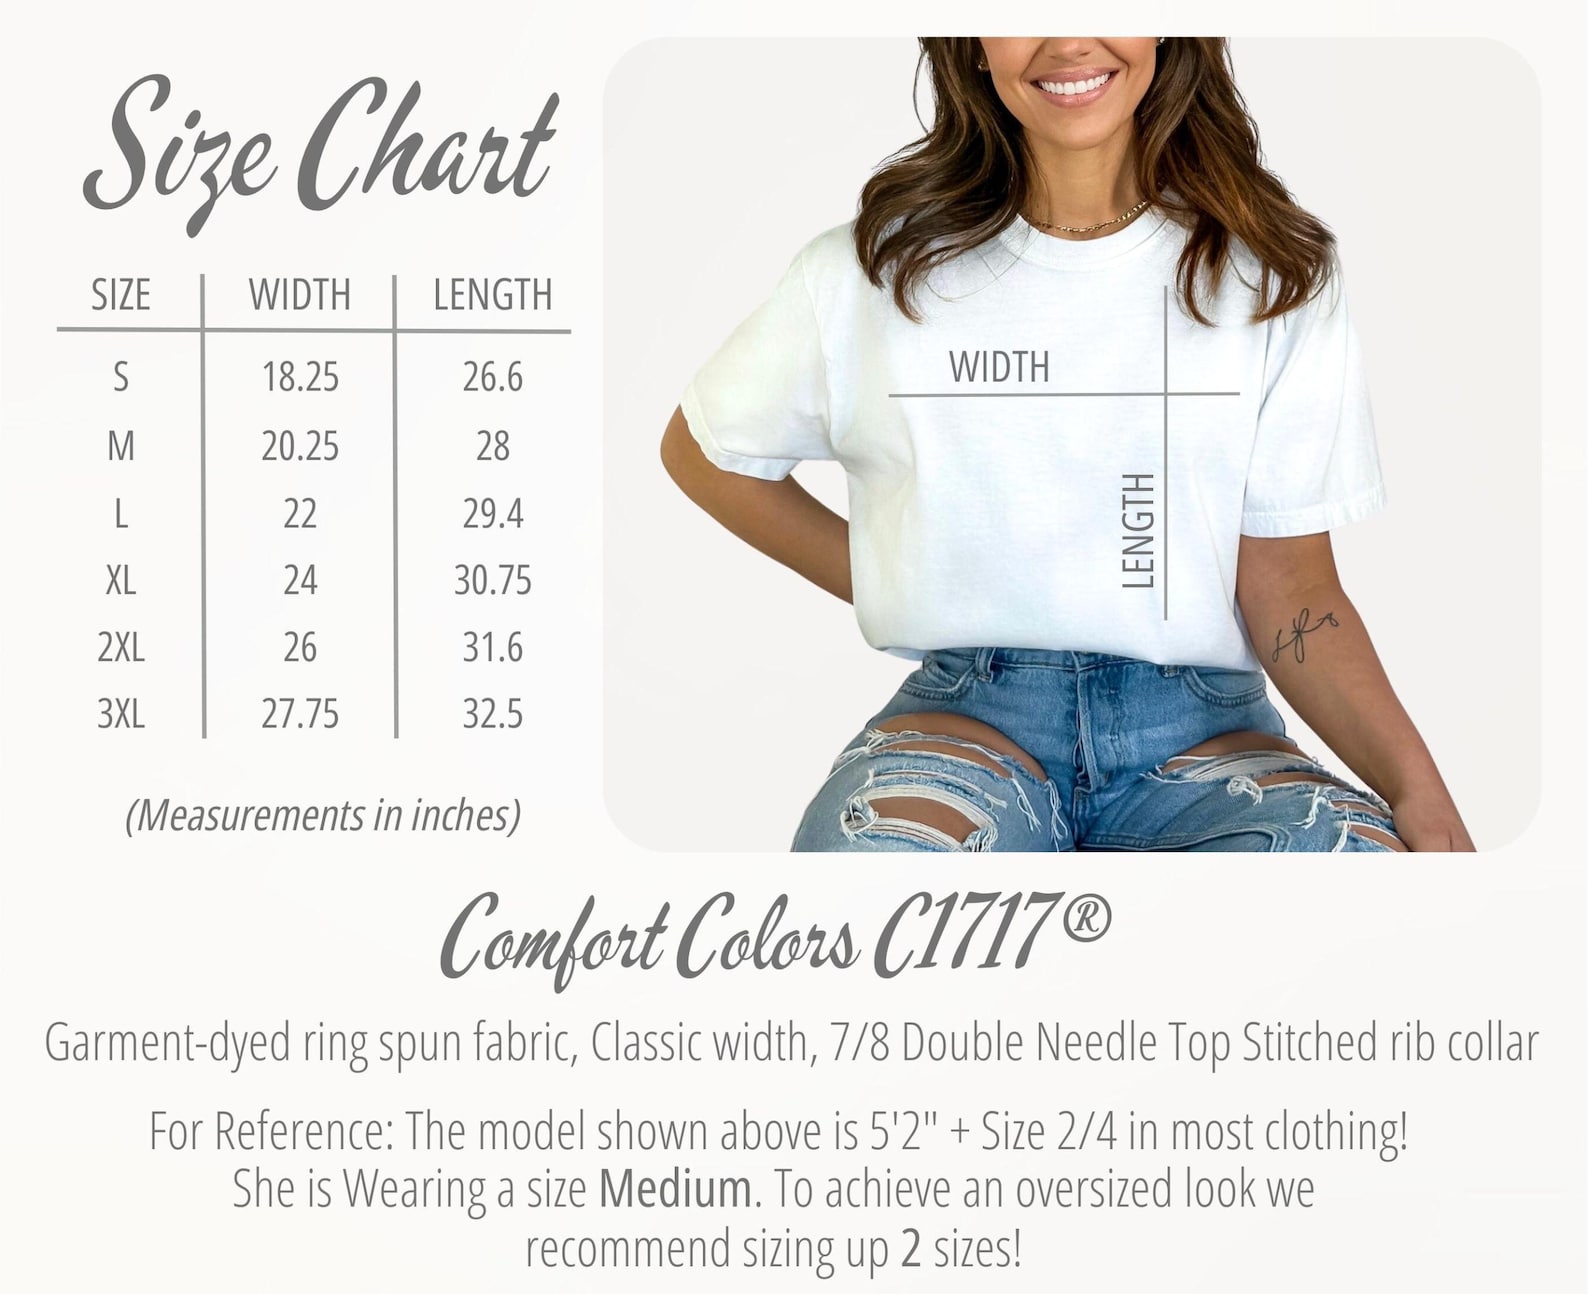 Size Chart
SIZE WIDTH LENGTH
S 18.25 26.6
M 20.25 28
L 22 29.4
XL 24 30.75
2XL 26 31.6
3XL 27.75 32.5
(Measurements in inches)
WIDTH
LENGTH
Comfort Colors C1717®
Garment-dyed ring spun fabric, Classic width, 7/8 Double Needle Top Stitched rib collar
For Reference: The model shown above is 5'2" + Size 2/4 in most clothing!
She is Wearing a size Medium. To achieve an oversized look we
recommend sizing up 2 sizes!